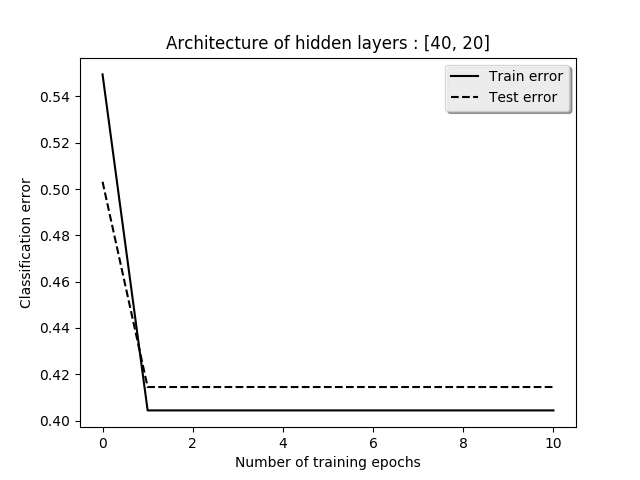 Architecture of hidden layers : [40, 20]
Train error
Test error
0.54
0.52
0.50
0.48
0.46
0.44
0.42
0.40
Classification error
0 2 4 6 8 10
Number of training epochs